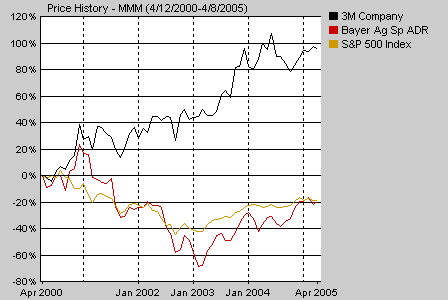 Price History - MMM (4/12/2000-4/8/2005)
3M Company
Bayer Ag Sp ADR
S&P 500 Index
120%
100%
80%
60%
40%
20%
0%
-20%
-40%
-60%
-80%
Apr 2000
Jan 2002
Jan 2003
Jan 2004
Apr 2005